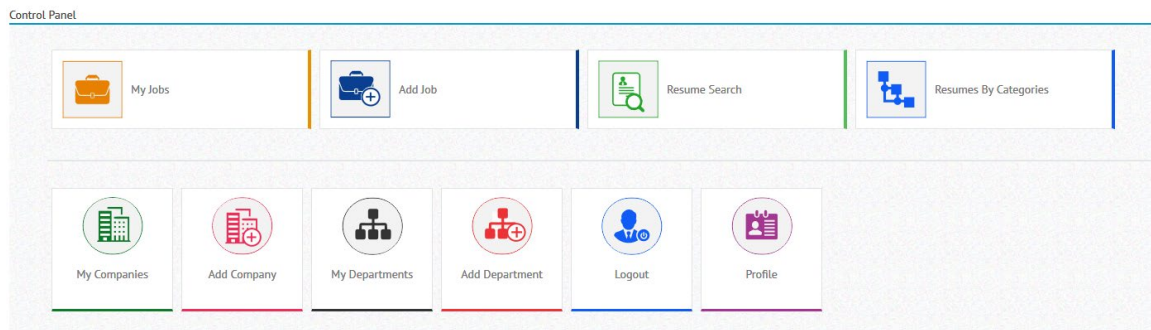 Control Panel
My Jobs
Add Job
Resume Search
Resumes By Categories
My Companies
Add Company
My Departments
Add Department
Logout
Profile